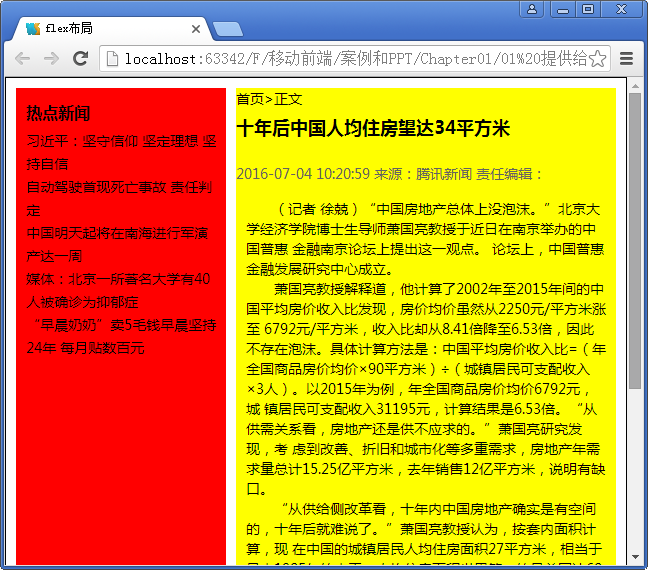 flex布局
localhost:63342/F/移动前端/案例和PPT/Chapter01/01%20提供给
热点新闻
习近平：坚守信仰 坚定理想 坚
持自信
自动驾驶首现死亡事故 责任判
定
中国明天起将在南海进行军演
产达一周
媒体：北京一所著名大学有40
人被确诊为抑郁症
“早晨奶奶”卖5毛钱早晨坚持
24年 每月贴数百元
首页>正文
十年后中国人均住房望达34平方米
2016-07-04 10:20:59 来源：腾讯新闻 责任编辑：
（记者 徐兢）“中国房地产总体上没泡沫。”北京大
学经济学院博士生导师萧国亮教授于近日在南京举办的中
国普惠 金融南京论坛上提出这一观点。 论坛上，中国普惠
金融发展研究中心成立。
萧国亮教授解释道，他计算了2002年至2015年间的中
国平均房价收入比发现，房价均价虽然从2250元/平方米涨
至 6792元/平方米，收入比却从8.41倍降至6.53倍，因此
不存在泡沫。具体计算方法是：中国平均房价收入比=（年
全国商品房价均价×90平方米）÷（城镇居民可支配收入
×3人）。以2015年为例，年全国商品房价均价6792元，
城 镇居民可支配收入31195元，计算结果是6.53倍。“从
供需关系看，房地产还是供不应求的。”萧国亮研究发
现，考 虑到改善、折旧和城市化等多重需求，房地产年需
求量总计15.25亿平方米，去年销售12亿平方米，说明有缺
口。
“从供给侧改革看，十年内中国房地产确实是有空间
的，十年后就难说了。”萧国亮教授认为，按套内面积计
算，现 在中国的城镇居民人均住房面积27平方米，相当于